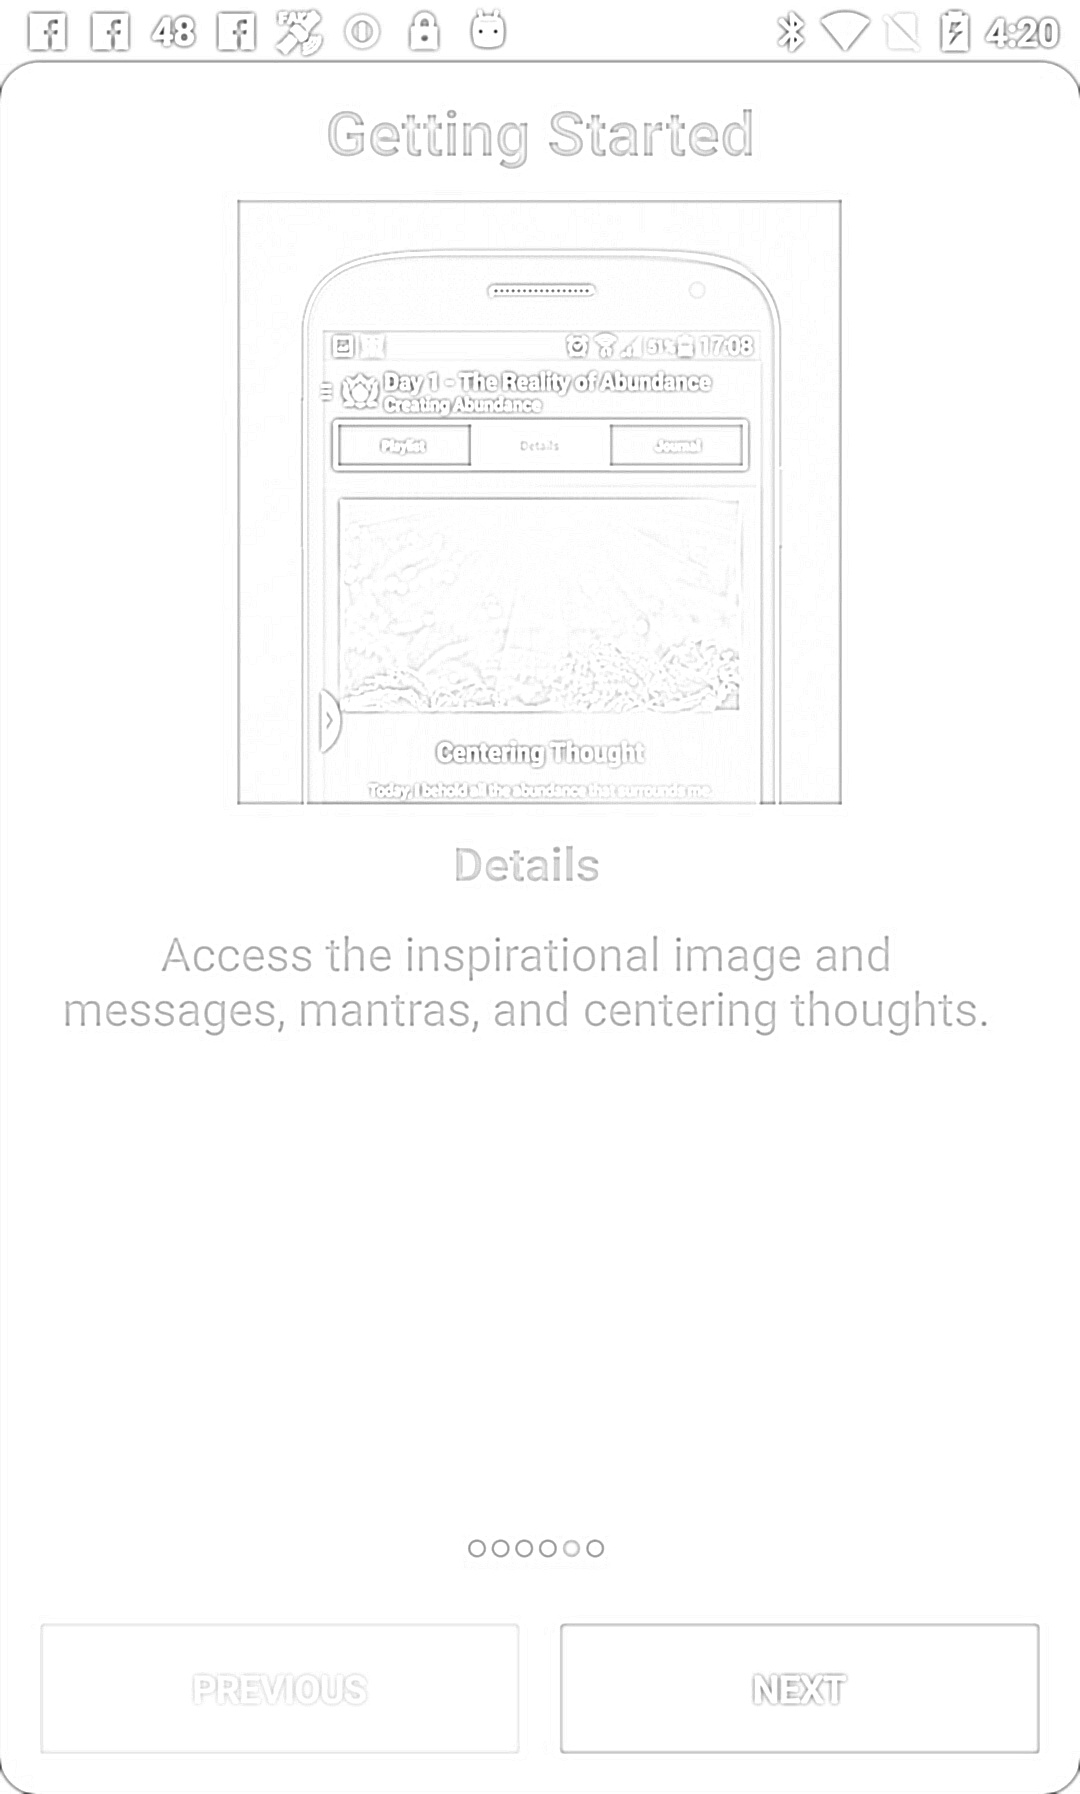 48 FAV 4:20
Getting Started
51% 17:08
Day 1 - The Reality of Abundance
Creating Abundance
Playlist Details Journal
Centering Thought
Today, I behold all the abundance that surrounds me
Details
Access the inspirational image and
messages, mantras, and centering thoughts.
PREVIOUS NEXT